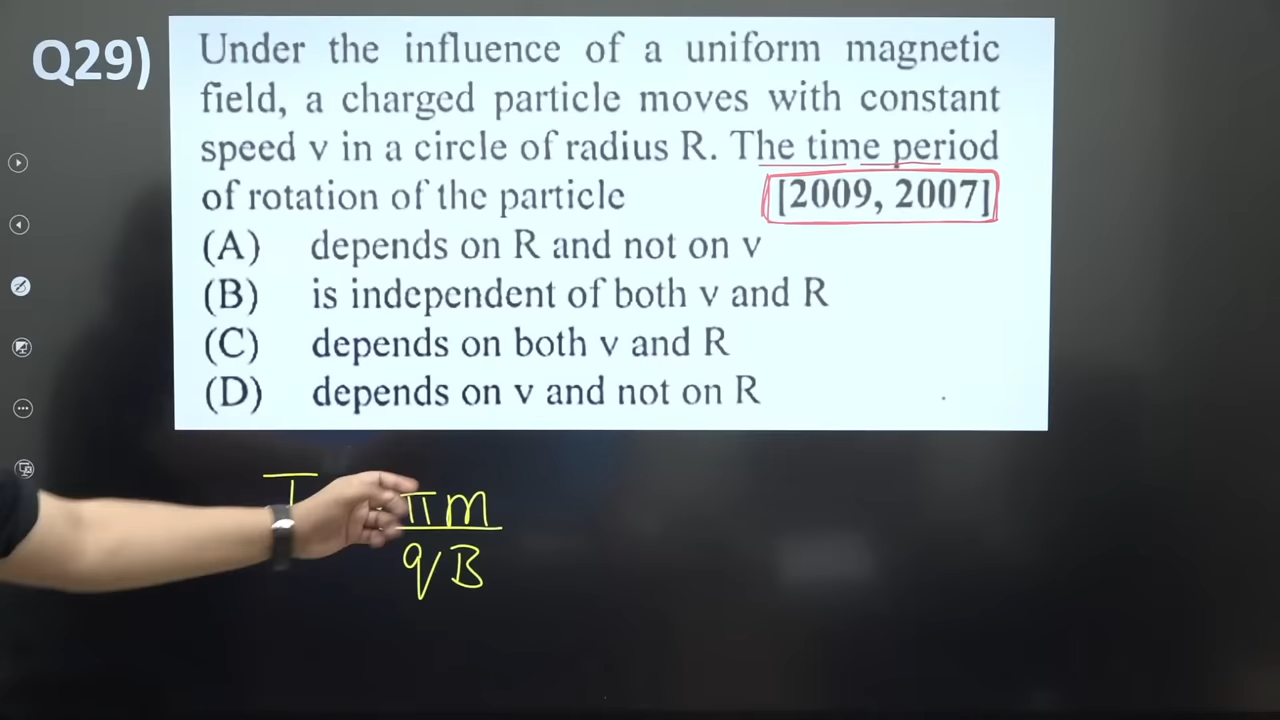 Q29)
Under the influence of a uniform magnetic
field, a charged particle moves with constant
speed v in a circle of radius R. The time period
of rotation of the particle [2009, 2007]
(A) depends on R and not on v
(B) is independent of both v and R
(C) depends on both v and R
(D) depends on v and not on R
T πm
qB